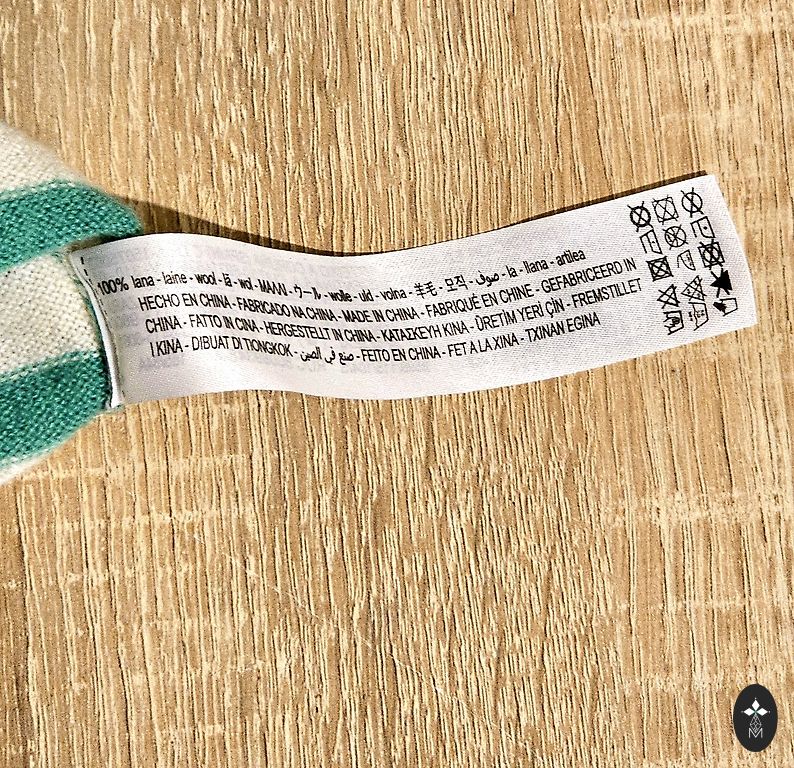 100% lana - laine - wool - lã - wol - ΜΑΛΛΙ - ウール - wolle - uld - volna - 羊毛 - 모직 - صوف - la - llana - artilea
HECHO EN CHINA - FABRICADO NA CHINA - MADE IN CHINA - FABRIQUÉ EN CHINE - GEFABRICEERD IN
CHINA - FATTO IN CINA - HERGESTELLT IN CHINA - ΚΑΤΑΣΚΕΥΗ ΚΙΝΑ - ÜRETİM YERİ ÇİN - FREMSTILLET
I KINA - DIBUAT DI TIONGKOK - صنع في الصين - FEITO EN CHINA - FET A LA XINA - TXINAN EGINA
M